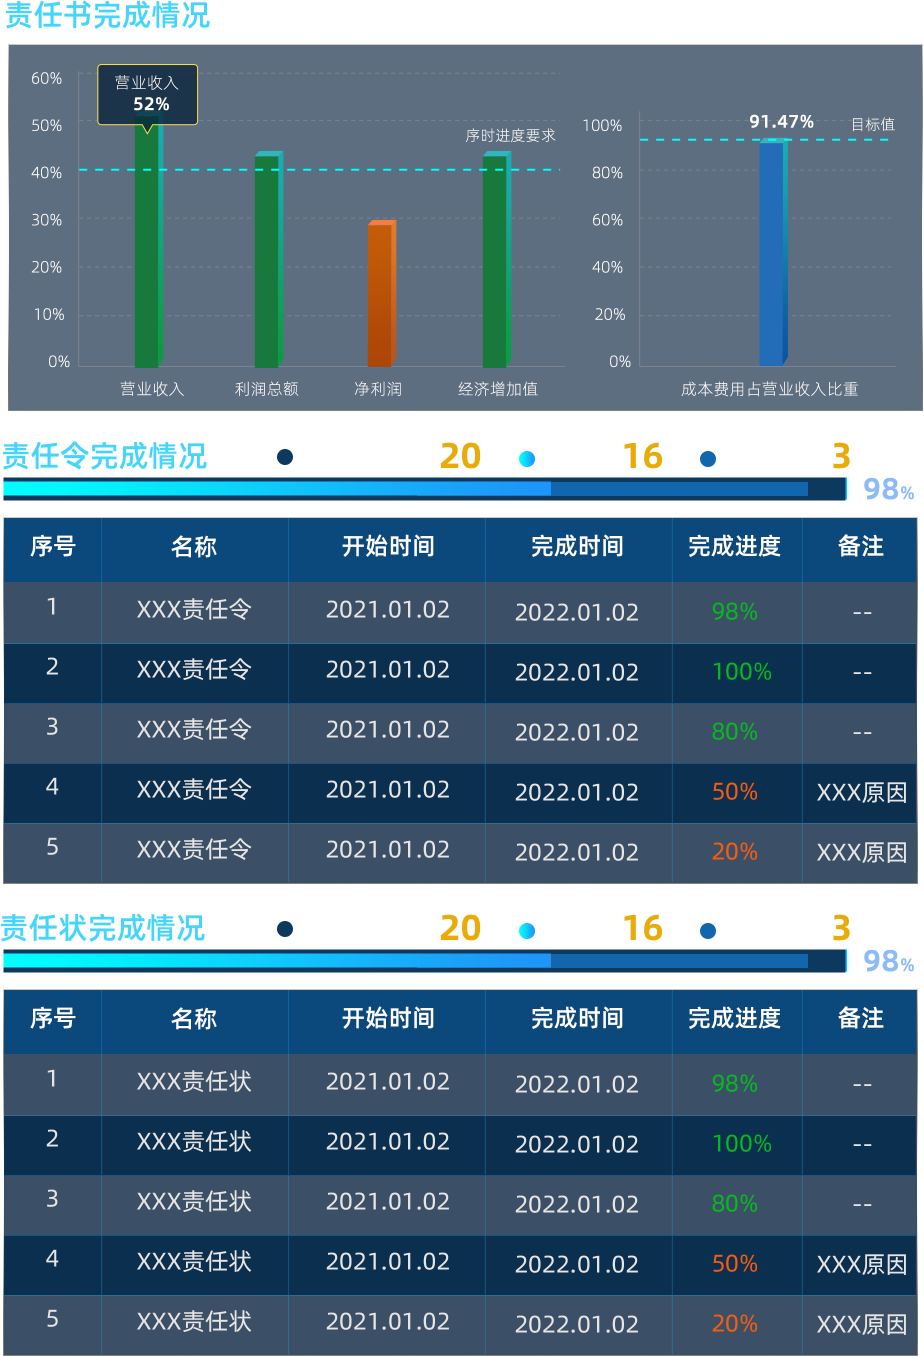 责任书完成情况
60%
营业收入
52%
50%
序时进度要求
40%
30%
20%
10%
0%
营业收入 利润总额 净利润 经济增加值
91.47%
目标值
100%
80%
60%
40%
20%
0%
成本费用占营业收入比重
责任令完成情况 20 16 3
98%
序号 名称 开始时间 完成时间 完成进度 备注
1 XXX责任令 2021.01.02 2022.01.02 98% --
2 XXX责任令 2021.01.02 2022.01.02 100% --
3 XXX责任令 2021.01.02 2022.01.02 80% --
4 XXX责任令 2021.01.02 2022.01.02 50% XXX原因
5 XXX责任令 2021.01.02 2022.01.02 20% XXX原因
责任状完成情况 20 16 3
98%
序号 名称 开始时间 完成时间 完成进度 备注
1 XXX责任状 2021.01.02 2022.01.02 98% --
2 XXX责任状 2021.01.02 2022.01.02 100% --
3 XXX责任状 2021.01.02 2022.01.02 80% --
4 XXX责任状 2021.01.02 2022.01.02 50% XXX原因
5 XXX责任状 2021.01.02 2022.01.02 20% XXX原因